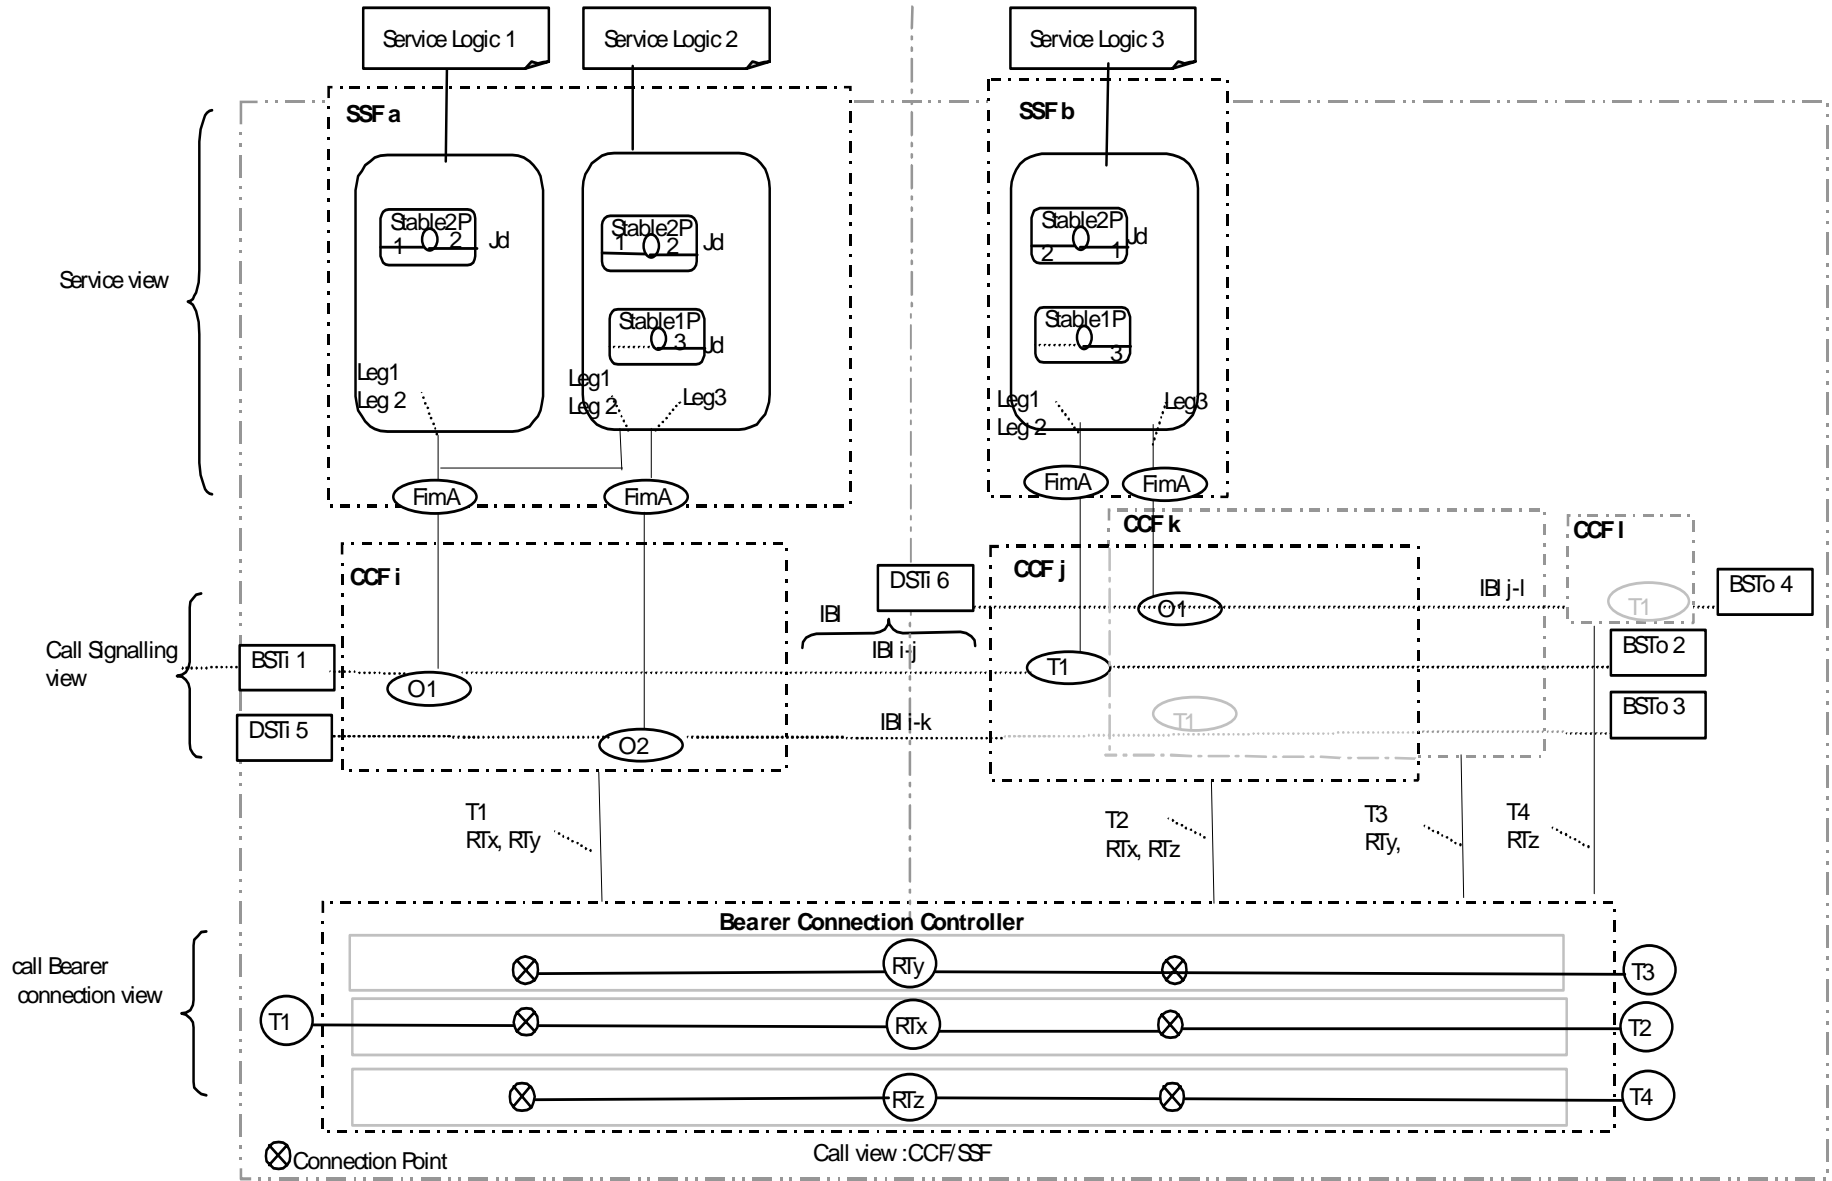 Service Logic 1
Service Logic 2
Service Logic 3
SSF a
SSF b
Stable2P
1 2 Jd
Stable2P
1 2 Jd
Stable2P
Jd
2 1
Service view
Stable1P
3 Jd
Stable1P
3
Leg1
Leg 2
Leg1
Leg 2
Leg3
Leg1
Leg 2
Leg3
FimA
FimA
FimA
FimA
CCF k
CCF l
CCF i
CCF j
DSTi 6
IBI j-l
BSTo 4
O1
T1
IBI
IBI i-j
Call Signalling
view
BSTi 1
O1
T1
BSTo 2
T1
BSTo 3
DSTi 5
O2
IBI i-k
T1
RTx, RTy
T2
RTx, RTz
T3
RTy,
T4
RTz
Bearer Connection Controller
call Bearer
connection view
RTy
T3
T1
RTx
T2
RTz
T4
Connection Point
Call view : CCF/SSF